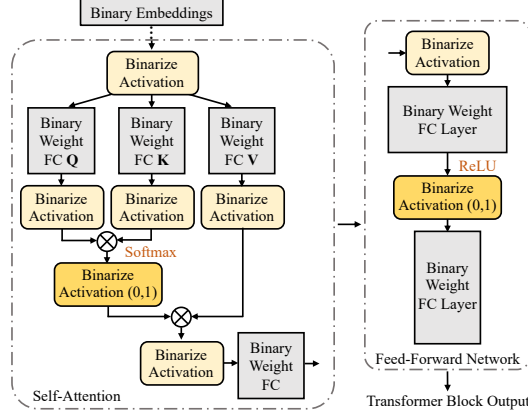 Binary Embeddings
Binarize
Activation
Binary
Weight
FC Q
Binary
Weight
FC K
Binary
Weight
FC V
Binarize
Activation
Binarize
Activation
Binarize
Activation
Softmax
Binarize
Activation (0,1)
Binarize
Activation
Binary
Weight
FC
Self-Attention
Binarize
Activation
Binary Weight
FC Layer
ReLU
Binarize
Activation (0,1)
Binary
Weight
FC Layer
Feed-Forward Network
Transformer Block Output